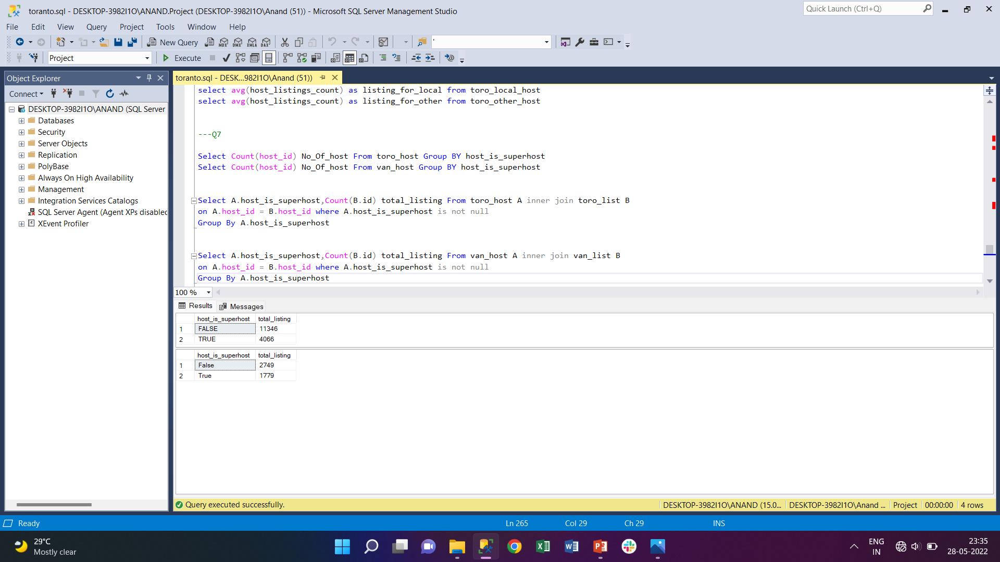 toranto.sql - DESKTOP-3982I1O\ANAND.Project (DESKTOP-3982I1O\Anand (51)) - Microsoft SQL Server Management Studio
Quick Launch (Ctrl+Q)
File Edit View Query Project Tools Window Help
New Query MDX DMX XMLA DAX '
Project Execute
Object Explorer
Connect
DESKTOP-3982I1O\ANAND (SQL Server
Databases
Security
Server Objects
Replication
PolyBase
Always On High Availability
Management
Integration Services Catalogs
SQL Server Agent (Agent XPs disablec
XEvent Profiler
toranto.sql - DESK...982I1O\Anand (51))
select avg(host_listings_count) as listing_for_local from toro_local_host
select avg(host_listings_count) as listing_for_other from toro_other_host
---Q7
Select Count(host_id) No_Of_host From toro_host Group BY host_is_superhost
Select Count(host_id) No_Of_host From van_host Group BY host_is_superhost
Select A.host_is_superhost,Count(B.id) total_listing From toro_host A inner join toro_list B
on A.host_id = B.host_id where A.host_is_superhost is not null
Group By A.host_is_superhost
Select A.host_is_superhost,Count(B.id) total_listing From van_host A inner join van_list B
on A.host_id = B.host_id where A.host_is_superhost is not null
Group By A.host_is_superhost
100 %
Results Messages
host_is_superhost total_listing
1 FALSE 11346
2 TRUE 4066
host_is_superhost total_listing
1 False 2749
2 True 1779
Query executed successfully.
DESKTOP-3982I1O\ANAND (15.0... DESKTOP-3982I1O\Anand ... Project 00:00:00 4 rows
Ready Ln 265 Col 29 Ch 29 INS
29°C
Mostly clear
ENG
IN
23:35
28-05-2022